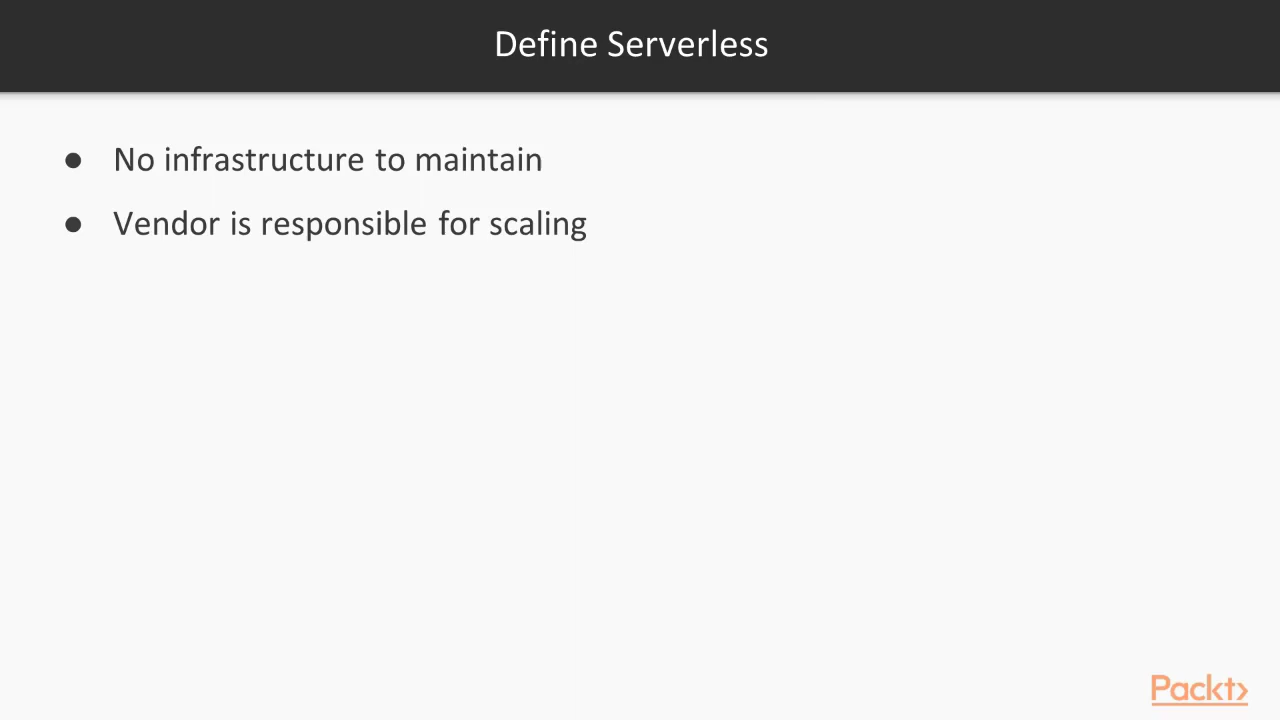 Define Serverless
● No infrastructure to maintain
● Vendor is responsible for scaling
Packt>